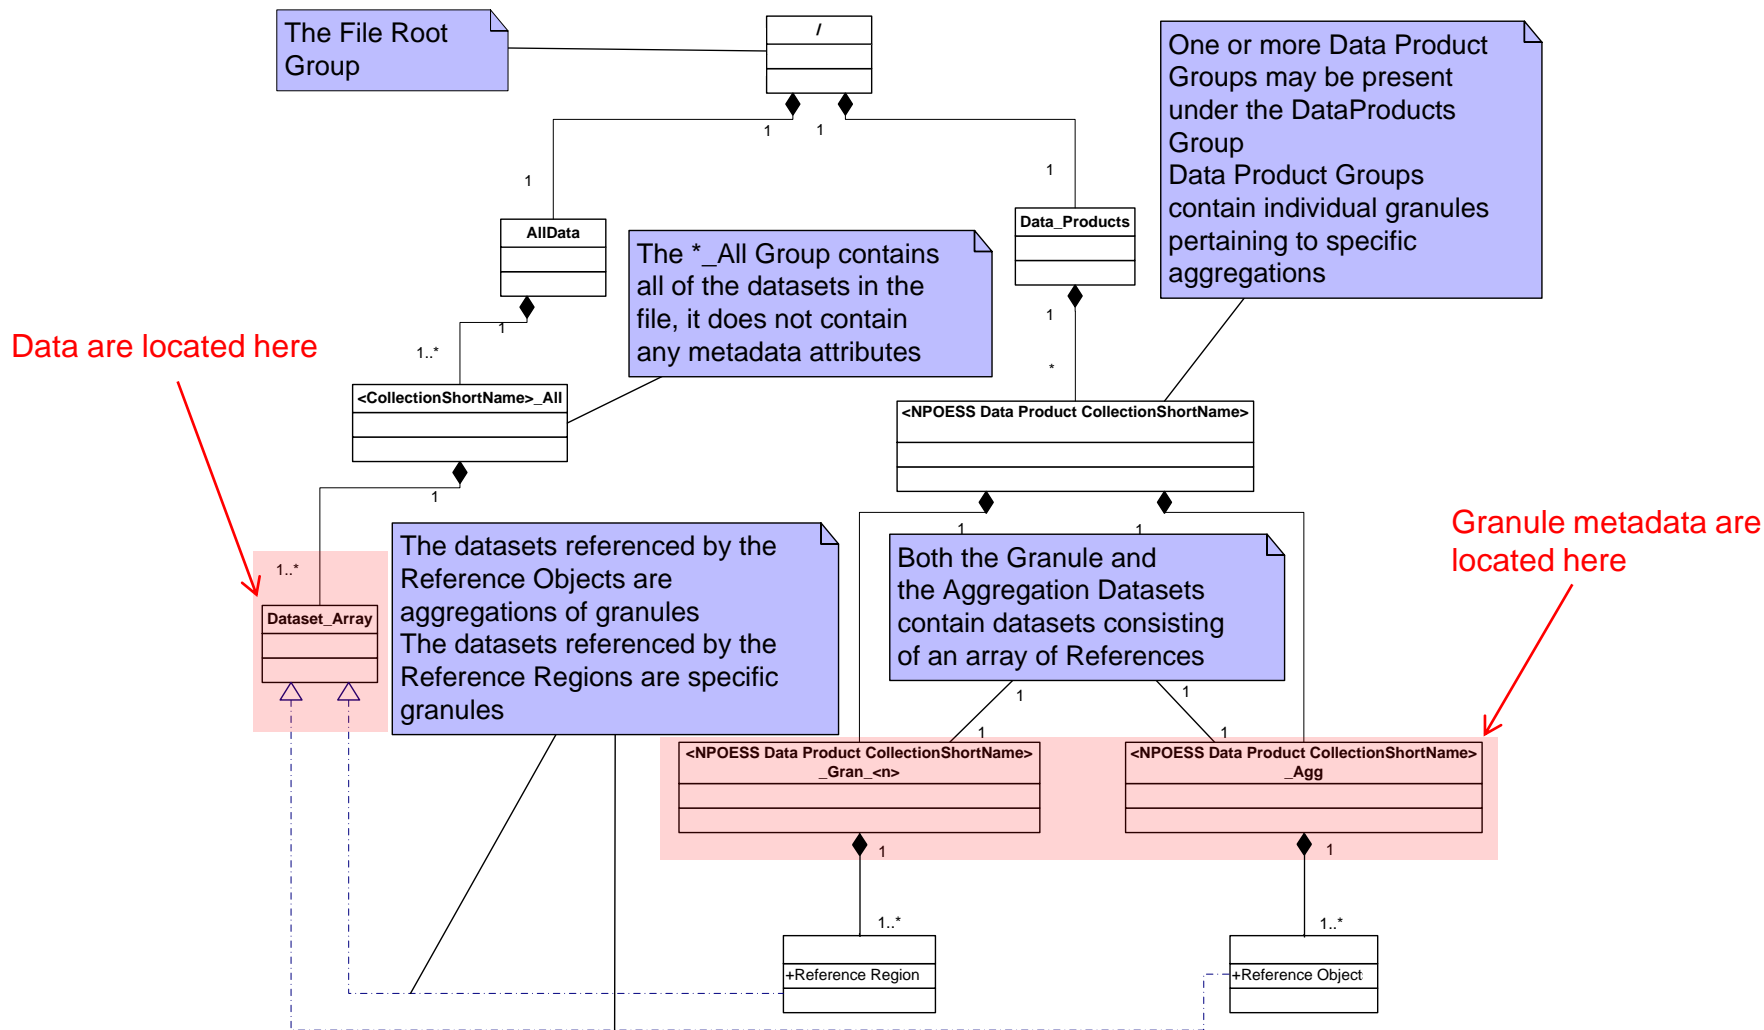 The File Root
Group
/
One or more Data Product
Groups may be present
under the DataProducts
Group
Data Product Groups
contain individual granules
pertaining to specific
aggregations
1
1
1
1
AllData
Data_Products
The *_All Group contains
all of the datasets in the
file, it does not contain
any metadata attributes
1
1
Data are located here
1..*
*
<CollectionShortName>_All
<NPOESS Data Product CollectionShortName>
1
1
1
Granule metadata are
located here
The datasets referenced by the
Reference Objects are
aggregations of granules
The datasets referenced by the
Reference Regions are specific
granules
Both the Granule and
the Aggregation Datasets
contain datasets consisting
of an array of References
1..*
Dataset_Array
1
1
1
1
<NPOESS Data Product CollectionShortName>
_Gran_<n>
<NPOESS Data Product CollectionShortName>
_Agg
1
1
1..*
1..*
+Reference Region
+Reference Object